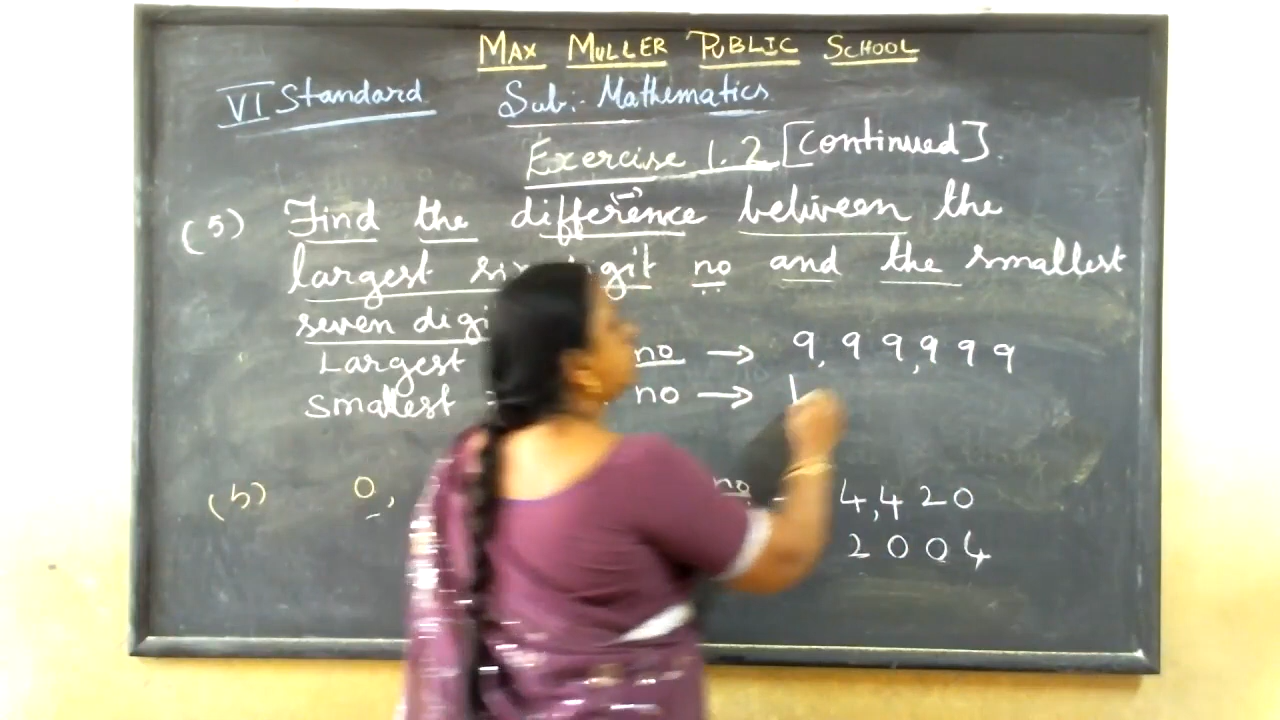 MAX MULLER PUBLIC SCHOOL
VI Standard Sub:- Mathematics
Exercise 1.2 [Continued].
(5) Find the difference between the
largest digit no and the smallest
seven
Largest no → 9,99,999
Smallest no → 1
(b) 0, no 4,420
2004